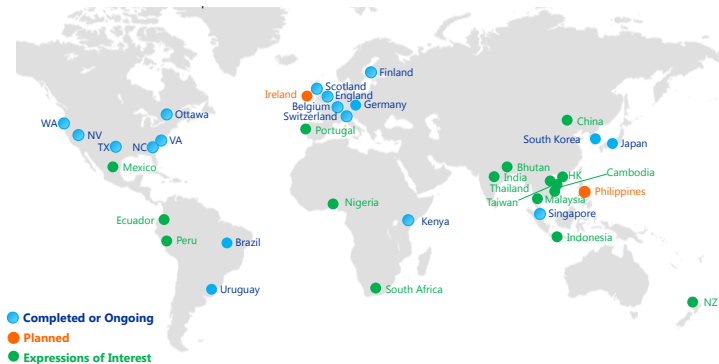 Finland
Scotland
Ireland
England
Belgium
Germany
Switzerland
Portugal
Ottawa
WA
NV
TX
NC
VA
Mexico
China
South Korea
Japan
Bhutan
India
HK
Cambodia
Thailand
Taiwan
Malaysia
Philippines
Singapore
Indonesia
Nigeria
Kenya
Ecuador
Peru
Brazil
Uruguay
South Africa
NZ
Completed or Ongoing
Planned
Expressions of Interest